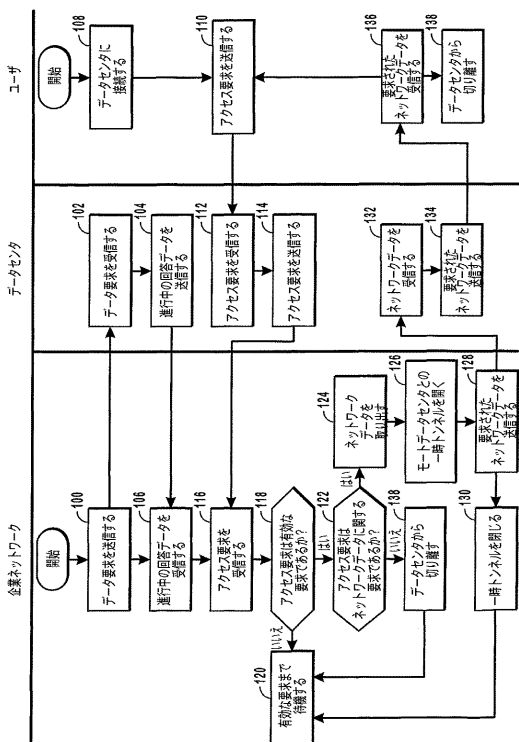 企業ネットワーク
開始
100
データ要求を送信する
106
進行中の回答データを
受信する
116
アクセス要求を
受信する
118
アクセス要求は有効な
要求であるか?
いいえ
はい
120
有効な要求まで
待機する
122
アクセス要求は
ネットワークデータに関する
要求であるか?
はい
いいえ
138
データセンタから
切り離す
124
ネットワーク
データを
取り出す
126
モートデータセンタとの
一時トンネルを開く
128
要求された
ネットワークデータを
送信する
130
一時トンネルを閉じる
データセンタ
102
データ要求を受信する
104
進行中の回答データを
送信する
112
アクセス要求を受信する
114
アクセス要求を送信する
132
ネットワークデータを
受信する
134
要求された
ネットワークデータを
送信する
ユーザ
開始
108
データセンタに
接続する
110
アクセス要求を送信する
136
要求された
ネットワークデータを
受信する
138
データセンタから
切り離す